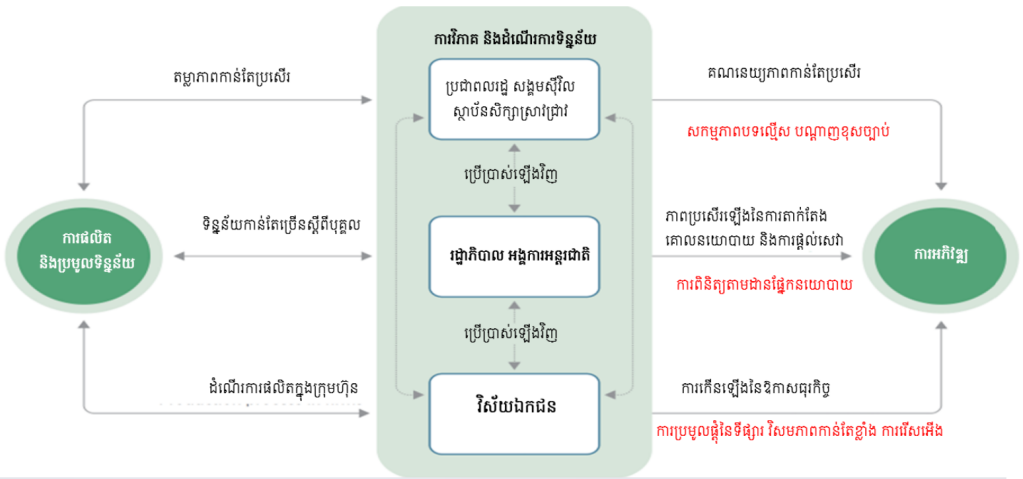 ការវិភាគ និងដំណើរការទិន្នន័យ
តម្លាភាពកាន់តែប្រសើរ
ប្រជាពលរដ្ឋ សង្គមស៊ីវិល
ស្ថាប័នសិក្សាស្រាវជ្រាវ
គណនេយ្យភាពកាន់តែប្រសើរ
សកម្មភាពបទល្មើស បណ្ដាញខុសច្បាប់
ប្រើប្រាស់ឡើងវិញ
ការផលិត
និងប្រមូលទិន្នន័យ
ទិន្នន័យកាន់តែច្រើនស្ដីពីបុគ្គល
រដ្ឋាភិបាល អង្គការអន្តរជាតិ
ភាពប្រសើរឡើងនៃការតាក់តែង
គោលនយោបាយ និងការផ្ដល់សេវា
ការពិនិត្យតាមដានផ្នែកនយោបាយ
ការអភិវឌ្ឍ
ប្រើប្រាស់ឡើងវិញ
ដំណើរការផលិតក្នុងក្រុមហ៊ុន
វិស័យឯកជន
ការកើនឡើងនៃឱកាសធុរកិច្ច
ការប្រមូលផ្ដុំនៃទីផ្សារ វិសមភាពកាន់តែខ្លាំង ការរើសអើង